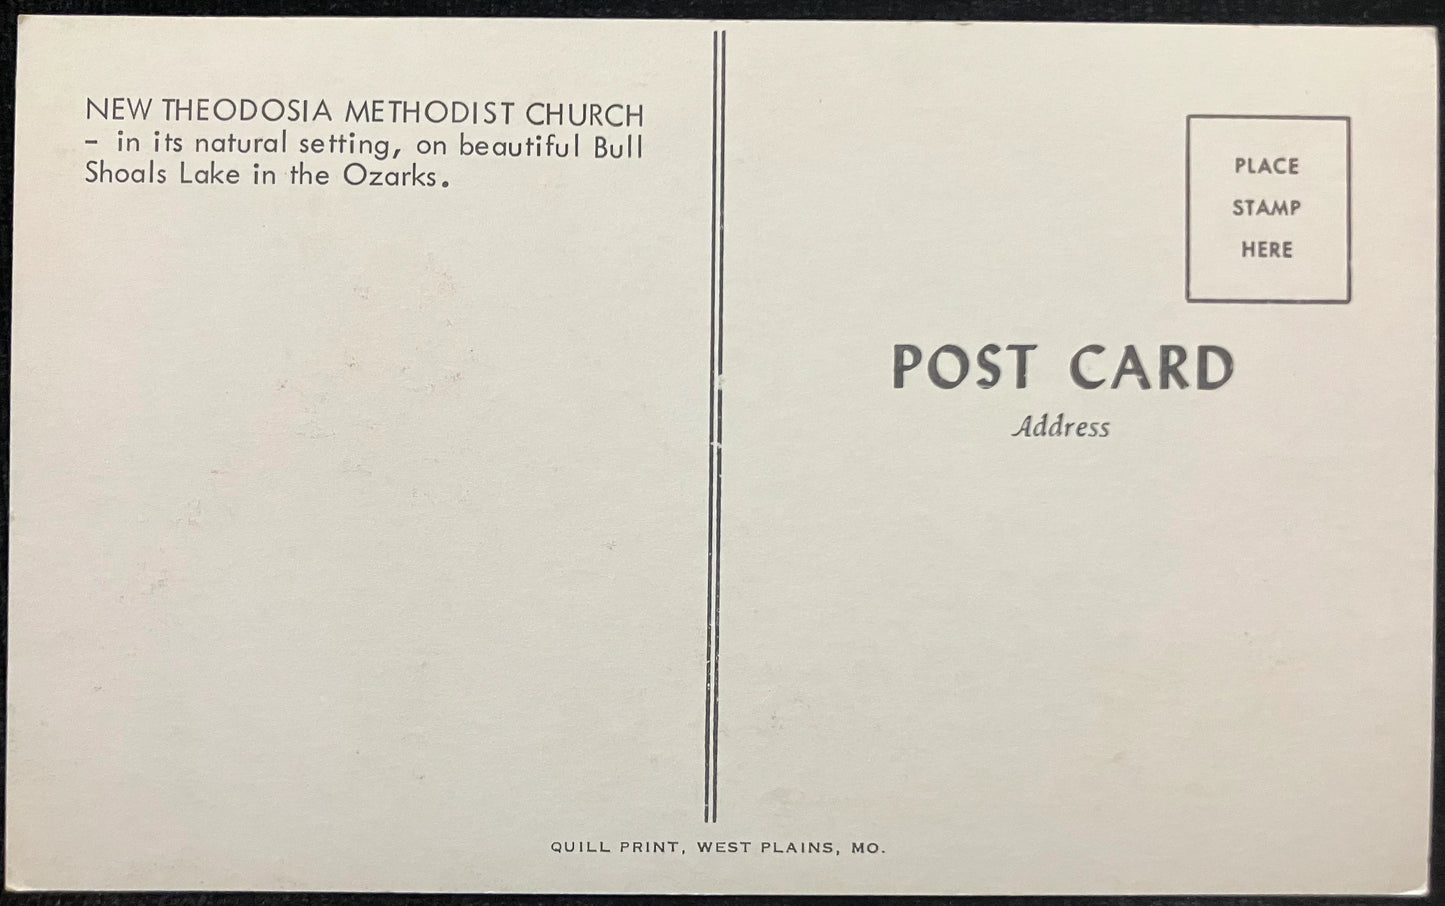 NEW THEODOSIA METHODIST CHURCH
- in its natural setting, on beautiful Bull
Shoals Lake in the Ozarks.
PLACE
STAMP
HERE
POST CARD
Address
QUILL PRINT, WEST PLAINS, MO.